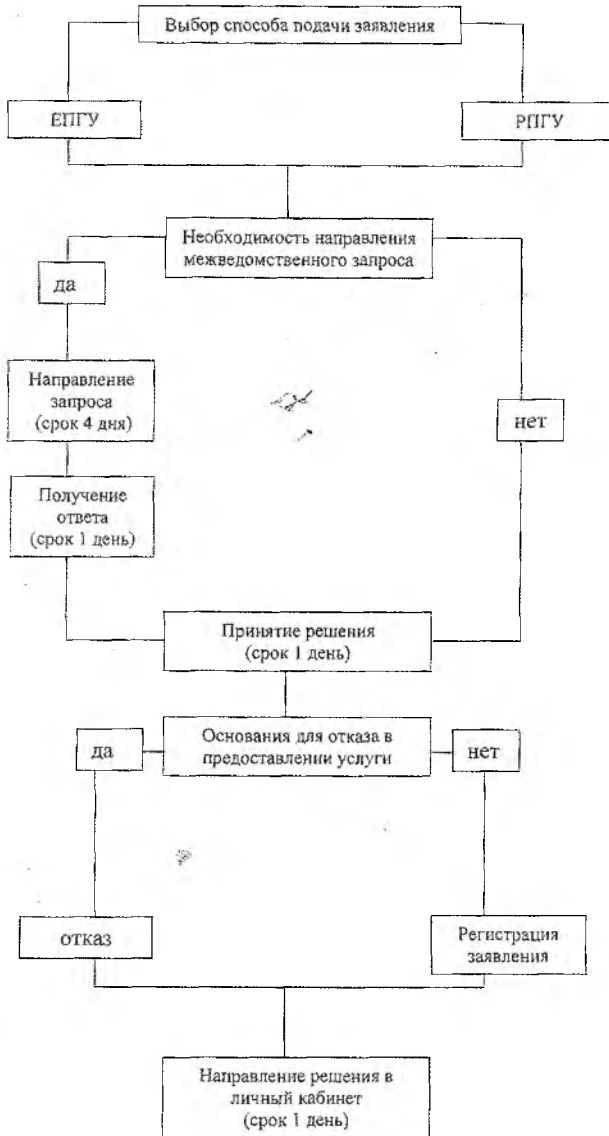 Выбор способа подачи заявления
ЕПГУ
РПГУ
Необходимость направления
межведомственного запроса
да
Направление
запроса
(срок 4 дня)
нет
Получение
ответа
(срок 1 день)
Принятие решения
(срок 1 день)
да
Основания для отказа в
предоставлении услуги
нет
отказ
Регистрация
заявления
Направление решения в
личный кабинет
(срок 1 день)